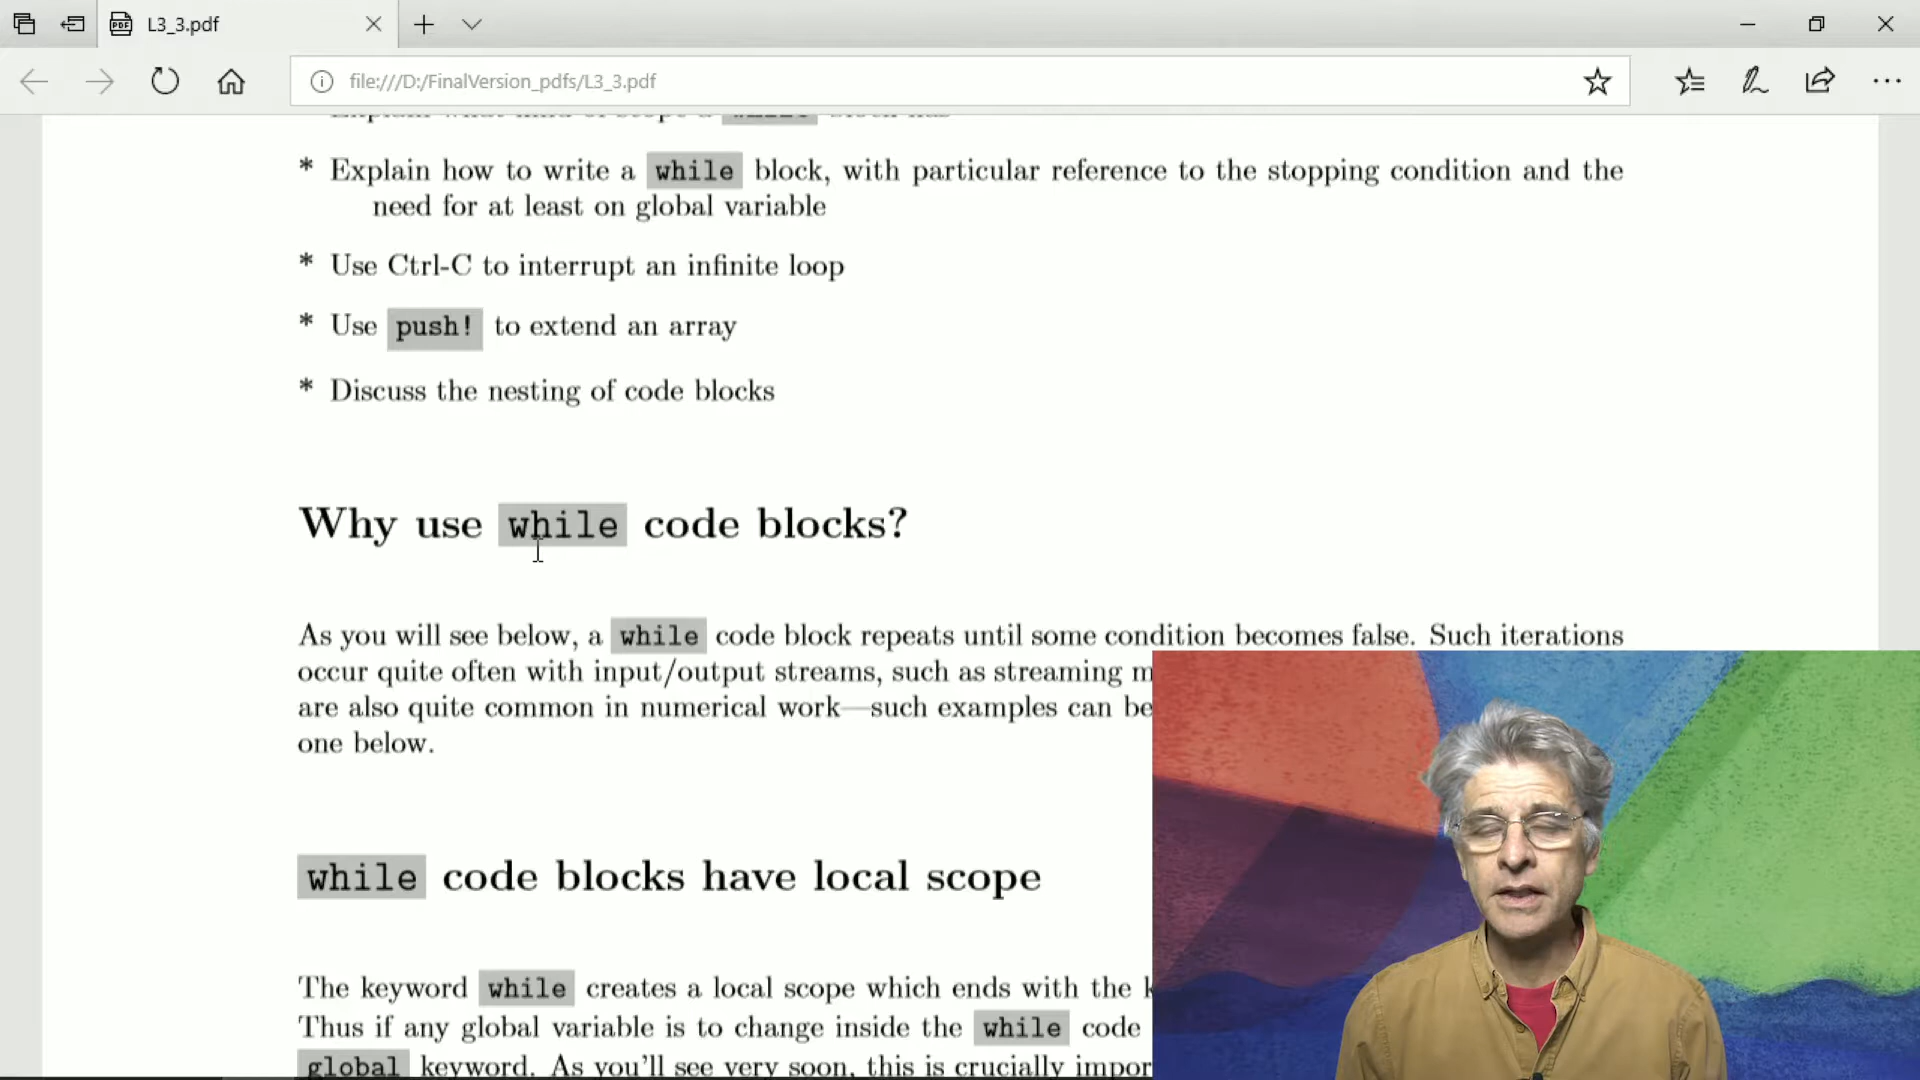 L3_3.pdf
file:///D:/FinalVersion_pdfs/L3_3.pdf
* Explain how to write a while block, with particular reference to the stopping condition and the
need for at least on global variable
* Use Ctrl-C to interrupt an infinite loop
* Use push! to extend an array
* Discuss the nesting of code blocks
Why use while code blocks?
As you will see below, a while code block repeats until some condition becomes false. Such iterations
occur quite often with input/output streams, such as streaming
are also quite common in numerical work—such examples can be
one below.
while code blocks have local scope
The keyword while creates a local scope which ends with the
Thus if any global variable is to change inside the while code
global keyword. As you'll see very soon, this is crucially